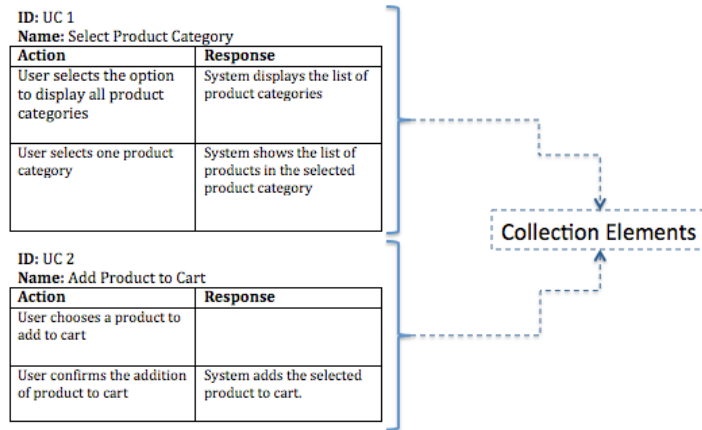 ID: UC 1
Name: Select Product Category
Action Response
User selects the option System displays the list of
to display all product product categories
categories
User selects one product System shows the list of
category products in the selected
product category
Collection Elements
ID: UC 2
Name: Add Product to Cart
Action Response
User chooses a product to
add to cart
User confirms the addition System adds the selected
of product to cart product to cart.